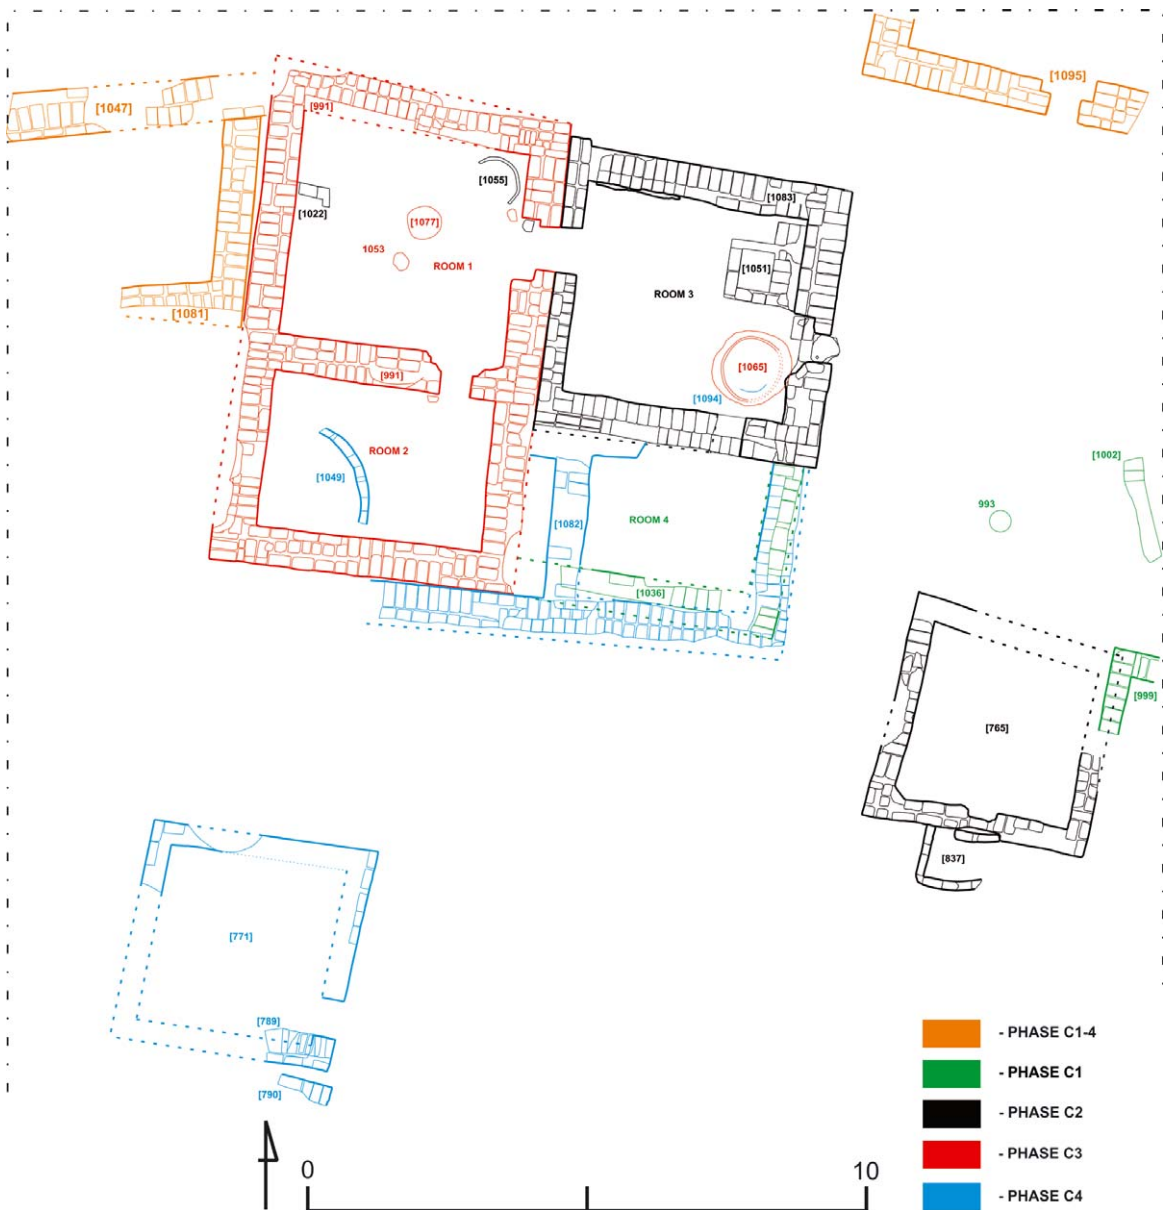 [1095]
[1047]
[991]
[1055]
[1083]
[1022]
[1077]
1053
ROOM 1
[1051]
ROOM 3
[1081]
[1065]
[991]
[1094]
ROOM 2
[1002]
[1049]
993
[1082]
ROOM 4
[1036]
[999]
[765]
[837]
[771]
[789]
[790]
- PHASE C1-4
- PHASE C1
- PHASE C2
- PHASE C3
- PHASE C4
0
10